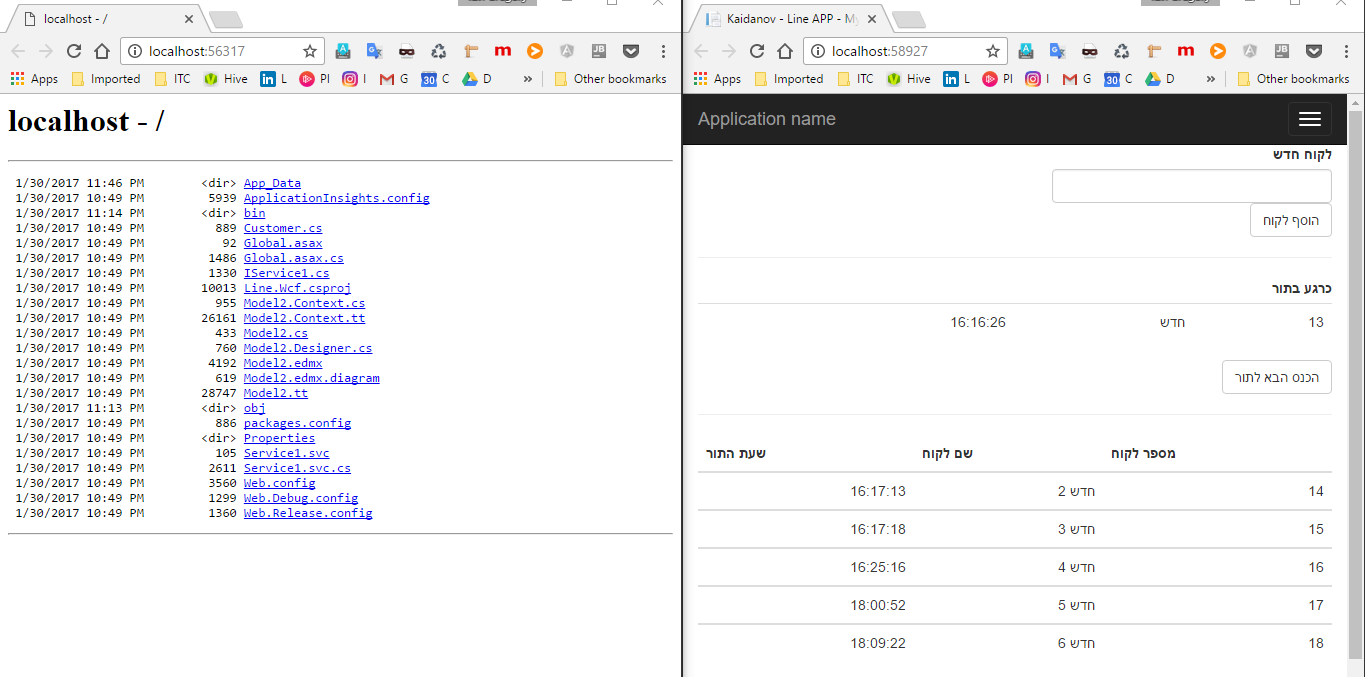 localhost - /
localhost:56317
Apps Imported ITC Hive L Pl I G C D » Other bookmarks
localhost - /
1/30/2017 11:46 PM <dir> App_Data
1/30/2017 10:49 PM 5939 ApplicationInsights.config
1/30/2017 11:14 PM <dir> bin
1/30/2017 10:49 PM 889 Customer.cs
1/30/2017 10:49 PM 92 Global.asax
1/30/2017 10:49 PM 1486 Global.asax.cs
1/30/2017 10:49 PM 1330 IService1.cs
1/30/2017 10:49 PM 10013 Line.Wcf.csproj
1/30/2017 10:49 PM 955 Model2.Context.cs
1/30/2017 10:49 PM 26161 Model2.Context.tt
1/30/2017 10:49 PM 433 Model2.cs
1/30/2017 10:49 PM 760 Model2.Designer.cs
1/30/2017 10:49 PM 4192 Model2.edmx
1/30/2017 10:49 PM 619 Model2.edmx.diagram
1/30/2017 10:49 PM 28747 Model2.tt
1/30/2017 11:13 PM <dir> obj
1/30/2017 10:49 PM 886 packages.config
1/30/2017 10:49 PM <dir> Properties
1/30/2017 10:49 PM 105 Service1.svc
1/30/2017 10:49 PM 2611 Service1.svc.cs
1/30/2017 10:49 PM 3560 Web.config
1/30/2017 10:49 PM 1299 Web.Debug.config
1/30/2017 10:49 PM 1360 Web.Release.config
Kaidanov - Line APP - My
localhost:58927
Apps Imported ITC Hive L Pl I G C D » Other bookmarks
Application name
לקוח חדש
הוסף לקוח
כרגע בתור
13 חדש 16:16:26
הכנס הבא לתור
מספר לקוח שם לקוח שעת התור
14 חדש 2 16:17:13
15 חדש 3 16:17:18
16 חדש 4 16:25:16
17 חדש 5 18:00:52
18 חדש 6 18:09:22